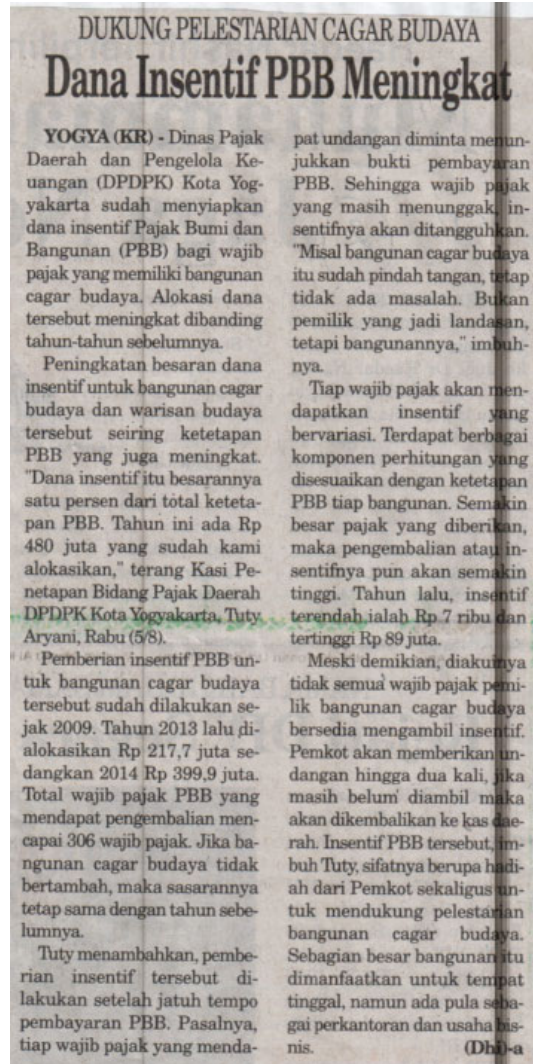 DUKUNG PELESTARIAN CAGAR BUDAYA
Dana Insentif PBB Meningkat
YOGYA (KR) - Dinas Pajak
Daerah dan Pengelola Ke-
uangan (DPDPK) Kota Yog-
yakarta sudah menyiapkan
dana insentif Pajak Bumi dan
Bangunan (PBB) bagi wajib
pajak yang memiliki bangunan
cagar budaya. Alokasi dana
tersebut meningkat dibanding
tahun-tahun sebelumnya.
Peningkatan besaran dana
insentif untuk bangunan cagar
budaya dan warisan budaya
tersebut seiring ketetapan
PBB yang juga meningkat.
"Dana insentif itu besarannya
satu persen dari total keteta-
pan PBB. Tahun ini ada Rp
480 juta yang sudah kami
alokasikan," terang Kasi Pe-
netapan Bidang Pajak Daerah
DPDPK Kota Yogyakarta, Tuty
Aryani, Rabu (5/8).
Pemberian insentif PBB un-
tuk bangunan cagar budaya
tersebut sudah dilakukan se-
jak 2009. Tahun 2013 lalu di-
alokasikan Rp 217,7 juta se-
dangkan 2014 Rp 399,9 juta.
Total wajib pajak PBB yang
mendapat pengembalian men-
capai 306 wajib pajak. Jika ba-
ngunan cagar budaya tidak
bertambah, maka sasarannya
tetap sama dengan tahun sebe-
lumnya.
Tuty menambahkan, pembe-
rian insentif tersebut di-
lakukan setelah jatuh tempo
pembayaran PBB. Pasalnya,
tiap wajib pajak yang menda-
pat undangan diminta menun-
jukkan bukti pembayaran
PBB. Sehingga wajib pajak
yang masih menunggak, in-
sentifnya akan ditangguhkan.
"Misal bangunan cagar budaya
itu sudah pindah tangan, tetap
tidak ada masalah. Bukan
pemilik yang jadi landasan,
tetapi bangunannya," imbuh-
nya.
Tiap wajib pajak akan men-
dapatkan insentif yang
bervariasi. Terdapat berbagai
komponen perhitungan yang
disesuaikan dengan ketetapan
PBB tiap bangunan. Semakin
besar pajak yang diberikan,
maka pengembalian atau in-
sentifnya pun akan semakin
tinggi. Tahun lalu, insentif
terendah ialah Rp 7 ribu dan
tertinggi Rp 89 juta.
Meski demikian, diakuinya
tidak semua wajib pajak pemi-
lik bangunan cagar budaya
bersedia mengambil insentif.
Pemkot akan memberikan un-
dangan hingga dua kali, jika
masih belum diambil maka
akan dikembalikan ke kas dae-
rah. Insentif PBB tersebut, im-
buh Tuty, sifatnya berupa hadi-
ah dari Pemkot sekaligus un-
tuk mendukung pelestarian
bangunan cagar budaya.
Sebagian besar bangunan itu
dimanfaatkan untuk tempat
tinggal, namun ada pula seba-
gai perkantoran dan usaha bis-
nis. (Dhi)-a